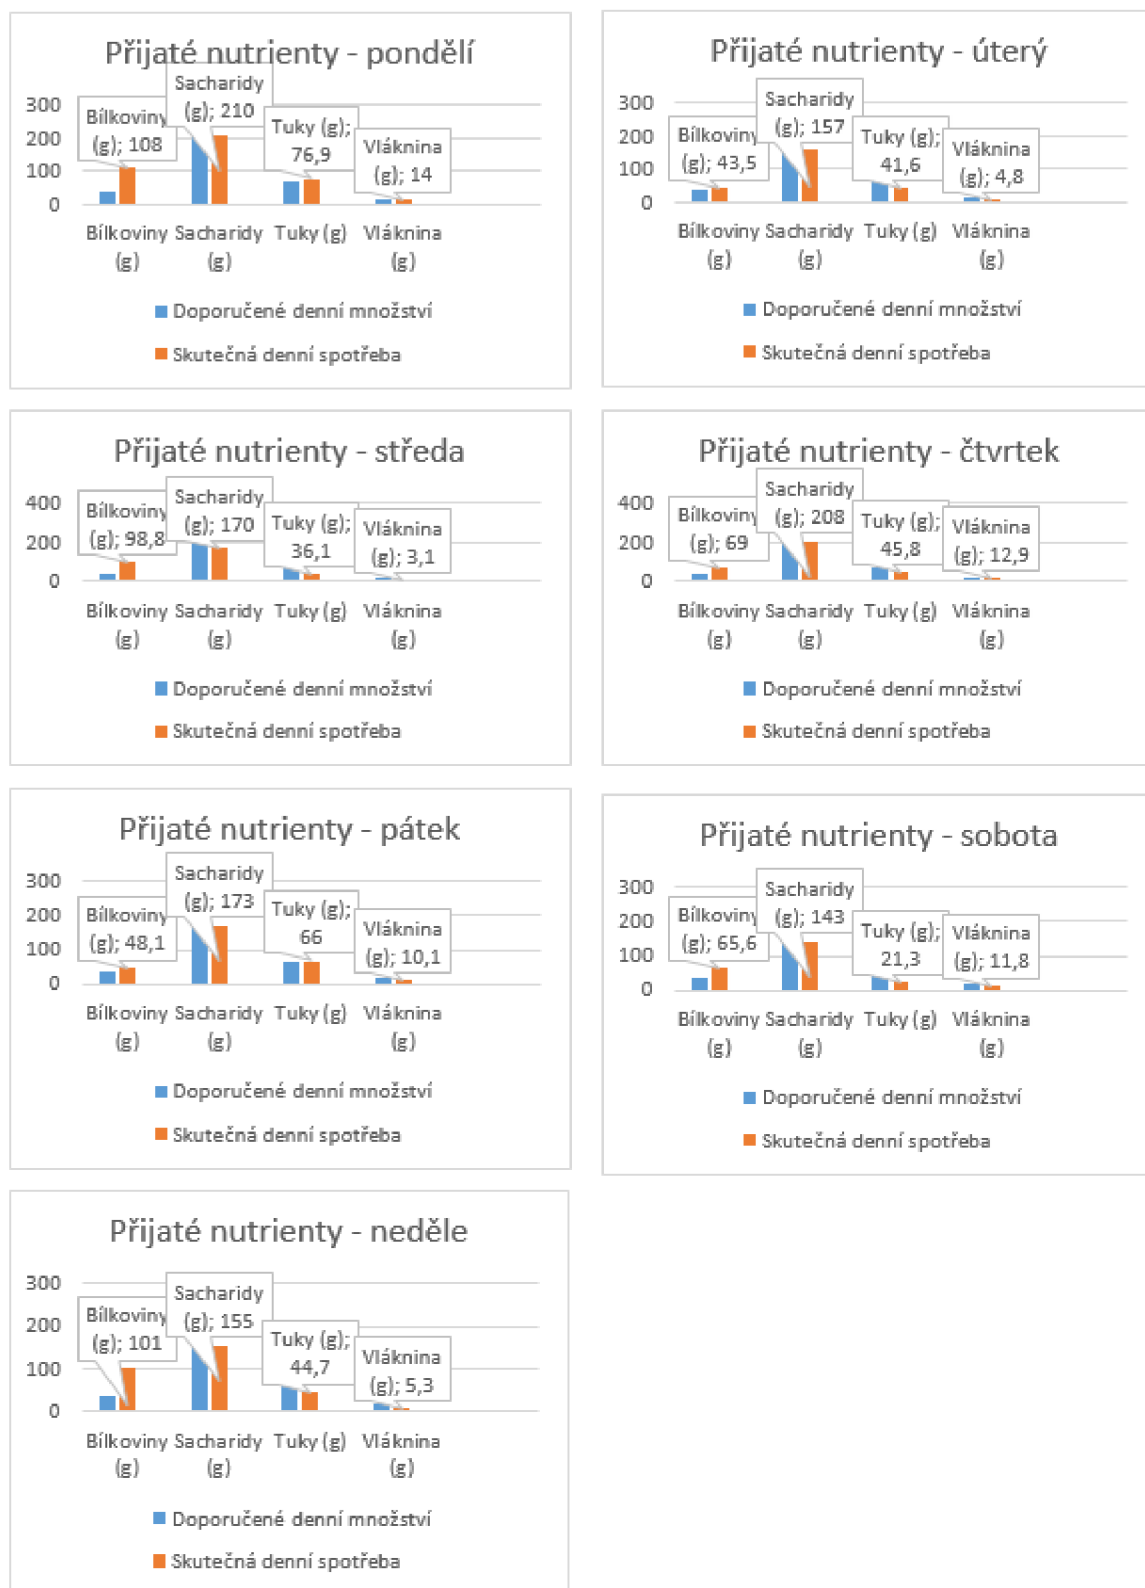 Přijaté nutrienty - pondělí
300
200
100
0
Bílkoviny
(g); 108
Sacharidy
(g); 210
Tuky (g);
76,9
Vláknina
(g); 14
Bílkoviny
(g)
Sacharidy
(g)
Tuky (g)
Vláknina
(g)
Doporučené denní množství
Skutečná denní spotřeba
Přijaté nutrienty - úterý
300
200
100
0
Bílkoviny
(g); 43,5
Sacharidy
(g); 157
Tuky (g);
41,6
Vláknina
(g); 4,8
Bílkoviny
(g)
Sacharidy
(g)
Tuky (g)
Vláknina
(g)
Doporučené denní množství
Skutečná denní spotřeba
Přijaté nutrienty - středa
400
200
0
Bílkoviny
(g); 98,8
Sacharidy
(g); 170
Tuky (g);
36,1
Vláknina
(g); 3,1
Bílkoviny
(g)
Sacharidy
(g)
Tuky (g)
Vláknina
(g)
Doporučené denní množství
Skutečná denní spotřeba
Přijaté nutrienty - čtvrtek
400
200
0
Bílkoviny
(g); 69
Sacharidy
(g); 208
Tuky (g);
45,8
Vláknina
(g); 12,9
Bílkoviny
(g)
Sacharidy
(g)
Tuky (g)
Vláknina
(g)
Doporučené denní množství
Skutečná denní spotřeba
Přijaté nutrienty - pátek
300
200
100
0
Bílkoviny
(g); 48,1
Sacharidy
(g); 173
Tuky (g);
66
Vláknina
(g); 10,1
Bílkoviny
(g)
Sacharidy
(g)
Tuky (g)
Vláknina
(g)
Doporučené denní množství
Skutečná denní spotřeba
Přijaté nutrienty - sobota
300
200
100
0
Bílkoviny
(g); 65,6
Sacharidy
(g); 143
Tuky (g);
21,3
Vláknina
(g); 11,8
Bílkoviny
(g)
Sacharidy
(g)
Tuky (g)
Vláknina
(g)
Doporučené denní množství
Skutečná denní spotřeba
Přijaté nutrienty - neděle
300
200
100
0
Bílkoviny
(g); 101
Sacharidy
(g); 155
Tuky (g);
44,7
Vláknina
(g); 5,3
Bílkoviny
(g)
Sacharidy
(g)
Tuky (g)
Vláknina
(g)
Doporučené denní množství
Skutečná denní spotřeba